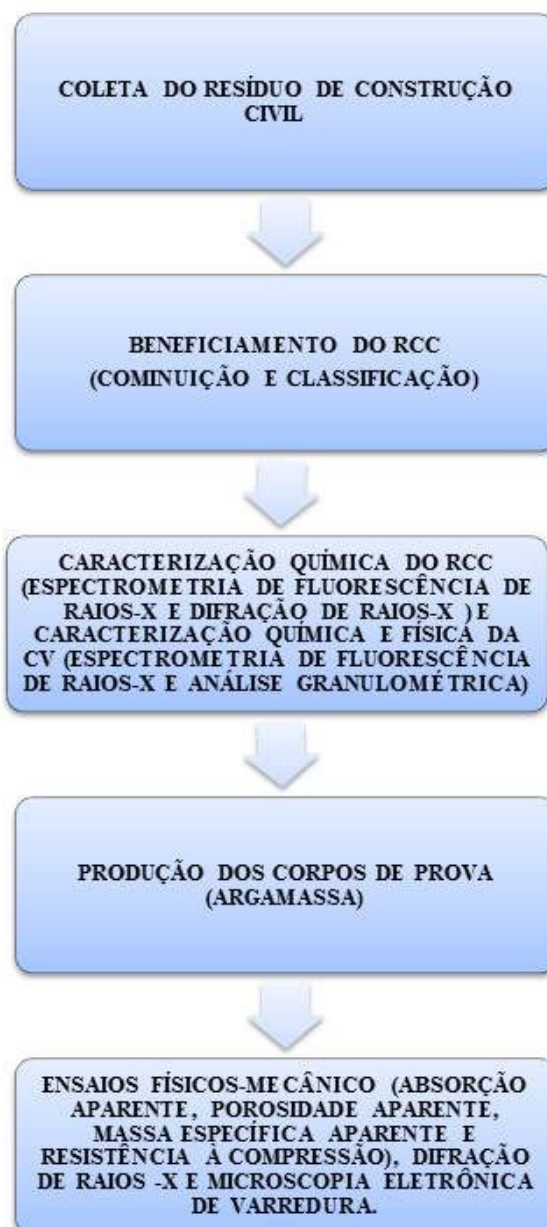 COLETA DO RESÍDUO DE CONSTRUÇÃO
CIVIL
BENEFICIAMENTO DO RCC
(COMINUIÇÃO E CLASSIFICAÇÃO)
CARACTERIZAÇÃO QUÍMICA DO RCC
(ESPECTROMETRIA DE FLUORESCÊNCIA DE
RAIOS-X E DIFRAÇÃO DE RAIOS-X ) E
CARACTERIZAÇÃO QUÍMICA E FÍSICA DA
CV (ESPECTROMETRIA DE FLUORESCÊNCIA
DE RAIOS-X E ANÁLISE GRANULOMÉTRICA)
PRODUÇÃO DOS CORPOS DE PROVA
(ARGAMASSA)
ENSAIOS FÍSICOS-MECÂNICO (ABSORÇÃO
APARENTE, POROSIDADE APARENTE,
MASSA ESPECÍFICA APARENTE E
RESISTÊNCIA À COMPRESSÃO), DIFRAÇÃO
DE RAIOS -X E MICROSCOPIA ELETRÔNICA
DE VARREDURA.